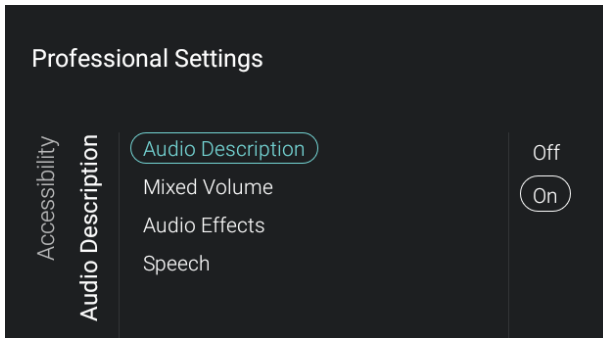 Professional Settings
Accessibility
Audio Description
Audio Description
Mixed Volume
Audio Effects
Speech
Off
On